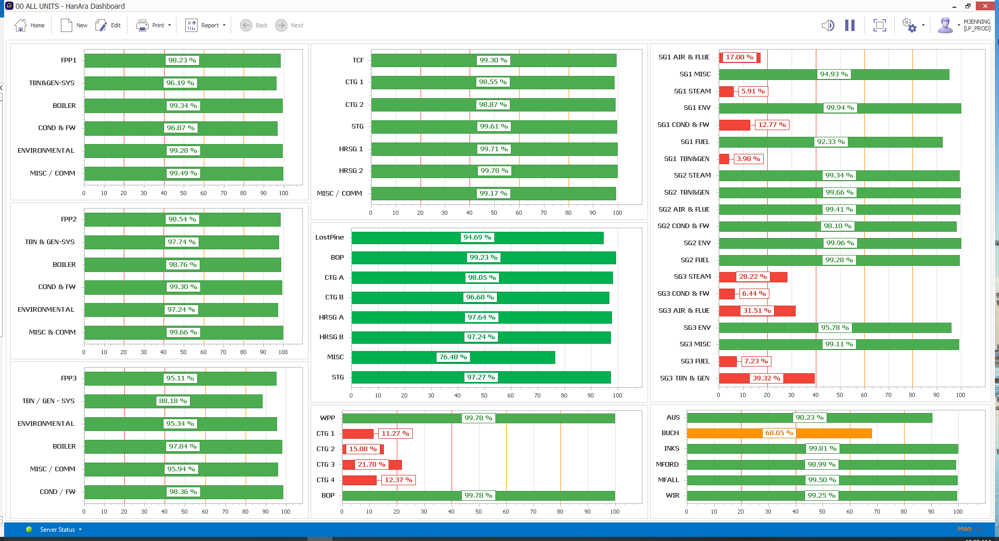 00 ALL UNITS - HanAra Dashboard
Home New Edit Print Report Back Next
MJENNING
[LP_PROD]
FPP1 98.23 %
TBN&GEN-SYS 96.19 %
BOILER 99.34 %
COND & FW 96.87 %
ENVIRONMENTAL 99.28 %
MISC / COMM 99.49 %
0 10 20 30 40 50 60 70 80 90 100
FPP2 98.54 %
TBN & GEN-SYS 97.74 %
BOILER 98.76 %
COND & FW 99.30 %
ENVIRONMENTAL 97.24 %
MISC & COMM 99.66 %
0 10 20 30 40 50 60 70 80 90 100
FPP3 95.11 %
TBN / GEN - SYS 88.18 %
ENVIRONMENTAL 95.34 %
BOILER 97.84 %
MISC / COMM 95.94 %
COND / FW 98.36 %
0 10 20 30 40 50 60 70 80 90 100
TCF 99.30 %
CTG 1 98.55 %
CTG 2 98.87 %
STG 99.61 %
HRSG 1 99.71 %
HRSG 2 99.78 %
MISC / COMM 99.17 %
0 10 20 30 40 50 60 70 80 90 100
LostPine 94.69 %
BOP 99.23 %
CTG A 98.05 %
CTG B 96.68 %
HRSG A 97.64 %
HRSG B 97.24 %
MISC 76.48 %
STG 97.27 %
0 10 20 30 40 50 60 70 80 90 100
WPP 99.78 %
CTG 1 11.27 %
CTG 2 15.08 %
CTG 3 21.70 %
CTG 4 12.37 %
BOP 99.78 %
0 10 20 30 40 50 60 70 80 90 100
SG1 AIR & FLUE 17.00 %
SG1 MISC 94.93 %
SG1 STEAM 5.91 %
SG1 ENV 99.94 %
SG1 COND & FW 12.77 %
SG1 FUEL 92.33 %
SG1 TBN&GEN 3.98 %
SG2 STEAM 99.34 %
SG2 TBN&GEN 99.66 %
SG2 AIR & FLUE 99.41 %
SG2 COND & FW 98.10 %
SG2 ENV 99.96 %
SG2 FUEL 99.28 %
SG3 STEAM 28.22 %
SG3 COND & FW 6.44 %
SG3 AIR & FLUE 31.51 %
SG3 ENV 95.78 %
SG3 MISC 99.11 %
SG3 FUEL 7.23 %
SG3 TBN & GEN 39.32 %
0 10 20 30 40 50 60 70 80 90 100
AUS 90.23 %
BUCH 68.05 %
INKS 99.81 %
MFORD 98.99 %
MFALL 99.50 %
WIR 99.25 %
0 10 20 30 40 50 60 70 80 90 100
Server Status
Han